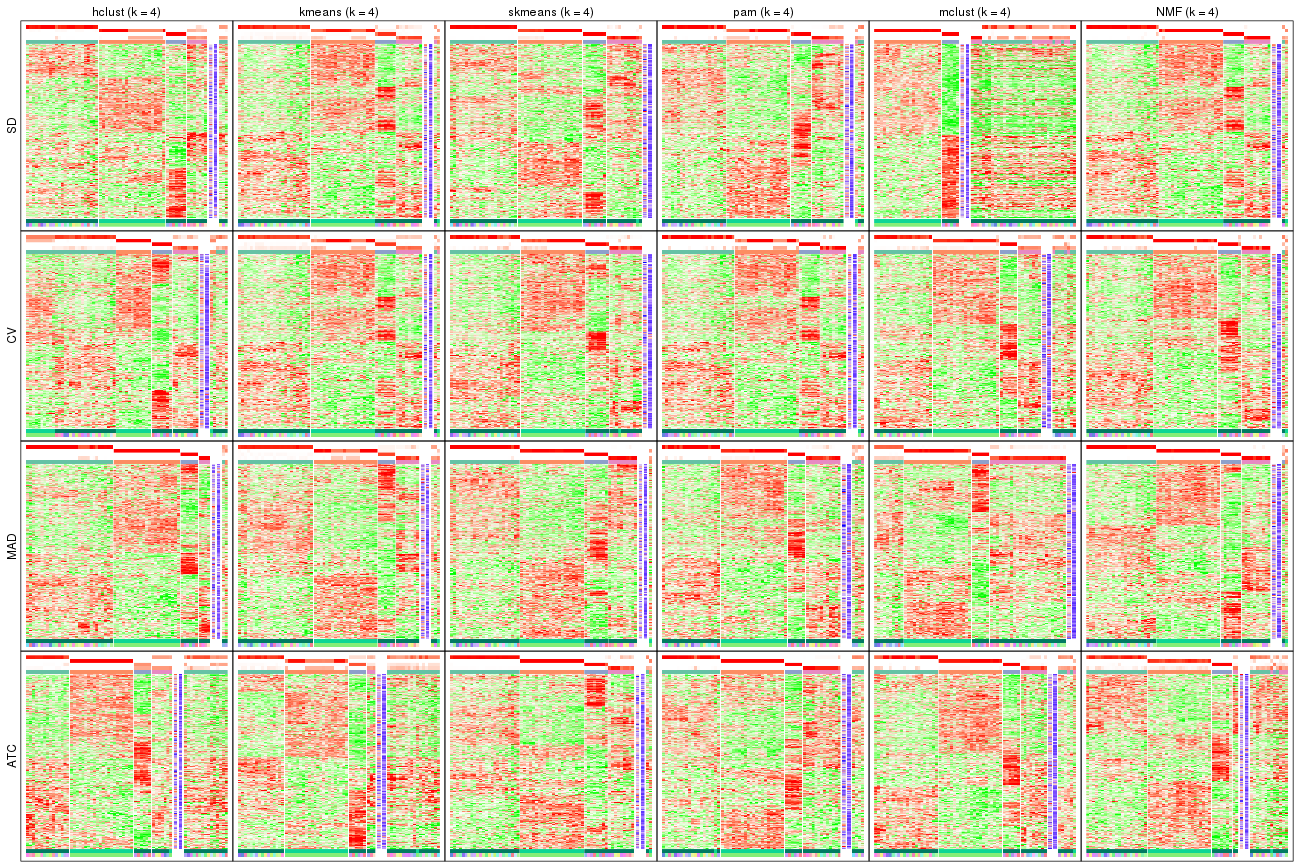 hclust (k = 4)
kmeans (k = 4)
skmeans (k = 4)
pam (k = 4)
mclust (k = 4)
NMF (k = 4)
SD
CV
MAD
ATC